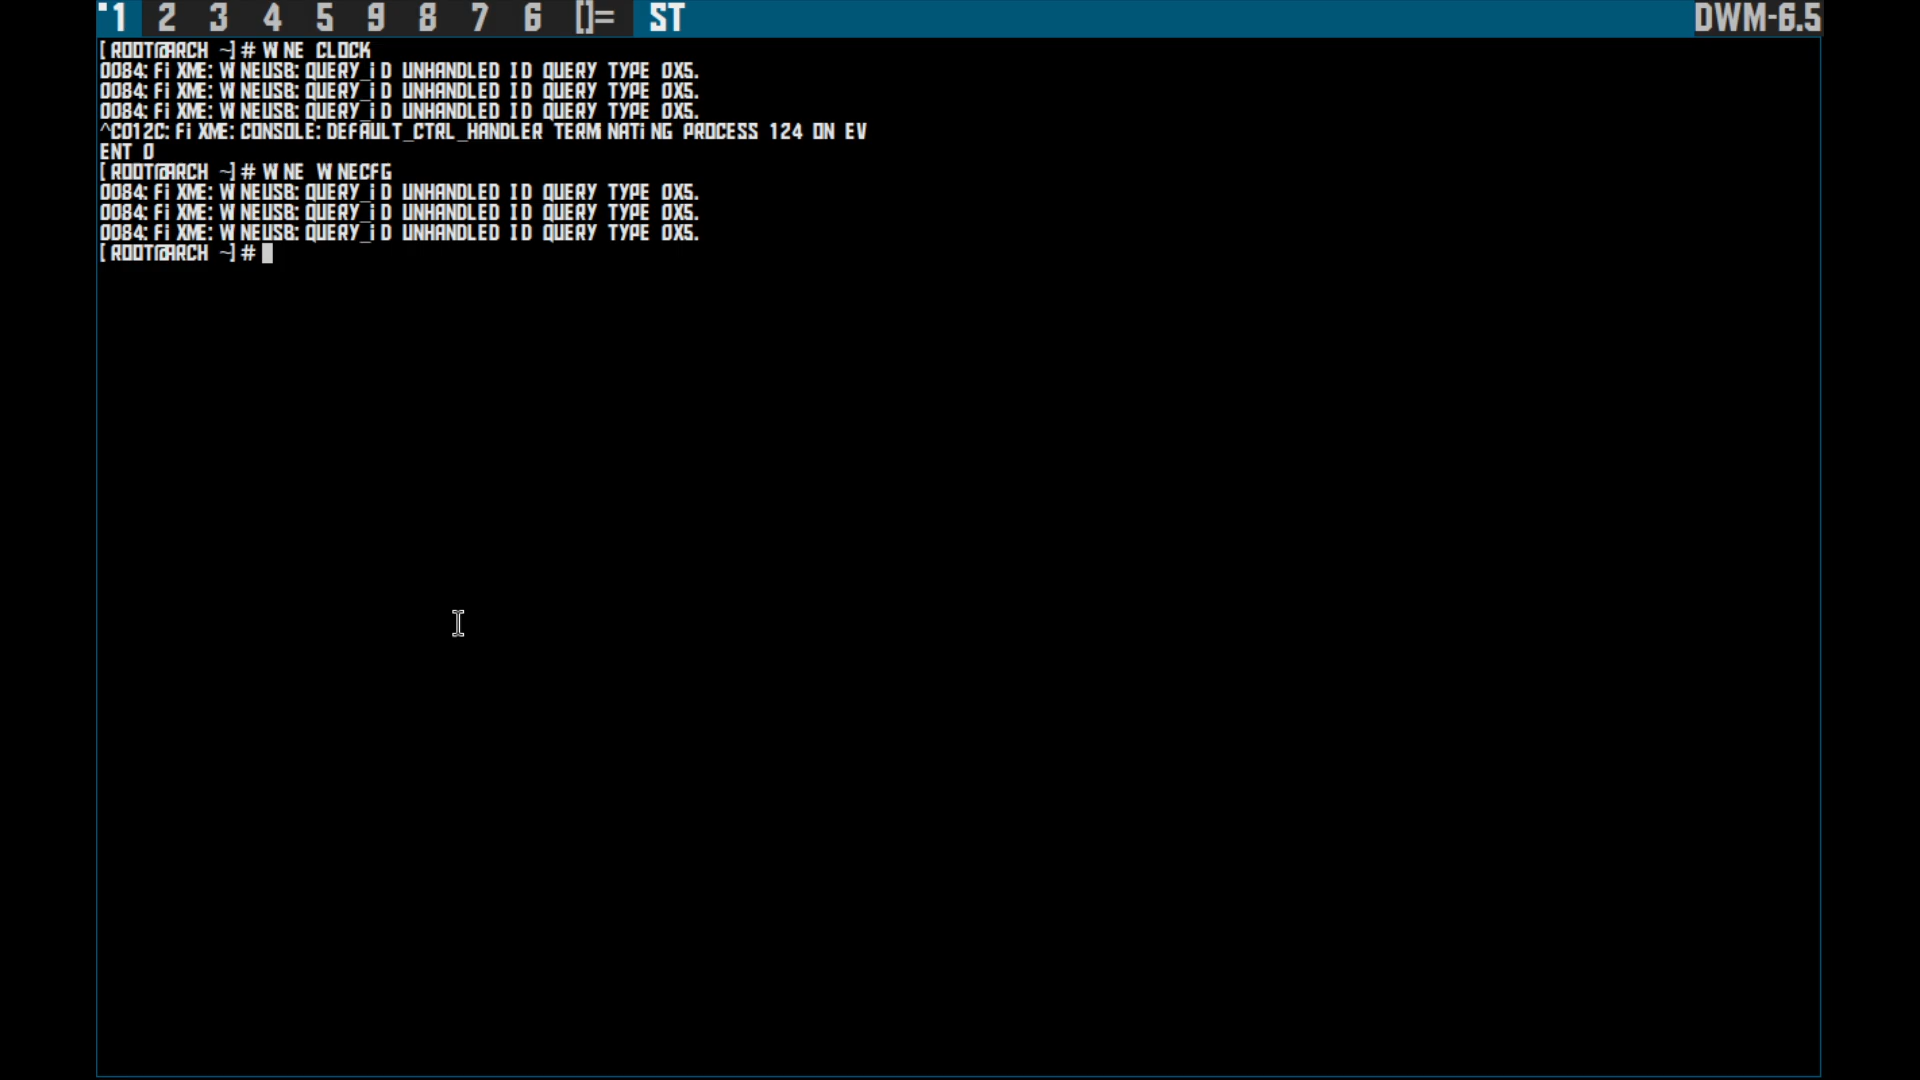 1 2 3 4 5 9 8 7 6 []= ST DWM-6.5
[ROOT@ARCH ~]# WINE CLOCK
0084:FIXME:WINEUSB:QUERY_ID UNHANDLED ID QUERY TYPE 0X5.
0084:FIXME:WINEUSB:QUERY_ID UNHANDLED ID QUERY TYPE 0X5.
0084:FIXME:WINEUSB:QUERY_ID UNHANDLED ID QUERY TYPE 0X5.
^C012C:FIXME:CONSOLE:DEFAULT_CTRL_HANDLER TERMINATING PROCESS 124 ON EV
ENT 0
[ROOT@ARCH ~]# WINE WINECFG
0084:FIXME:WINEUSB:QUERY_ID UNHANDLED ID QUERY TYPE 0X5.
0084:FIXME:WINEUSB:QUERY_ID UNHANDLED ID QUERY TYPE 0X5.
0084:FIXME:WINEUSB:QUERY_ID UNHANDLED ID QUERY TYPE 0X5.
[ROOT@ARCH ~]#